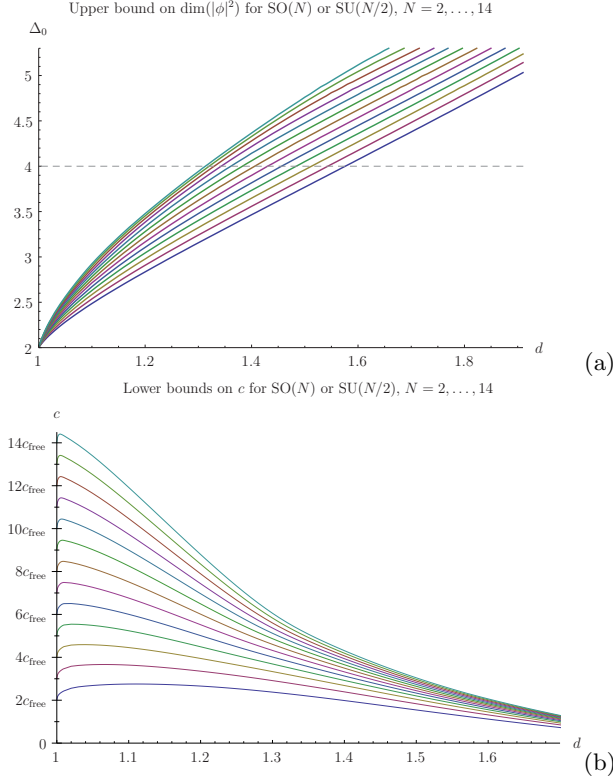 Upper bound on dim(|ϕ|²) for SO(N) or SU(N/2), N = 2, . . . , 14
Δ₀
5
4.5
4
3.5
3
2.5
2
1
1.2
1.4
1.6
1.8
d
(a)
Lower bounds on c for SO(N) or SU(N/2), N = 2, . . . , 14
c
14c_free
12c_free
10c_free
8c_free
6c_free
4c_free
2c_free
0
1
1.1
1.2
1.3
1.4
1.5
1.6
d
(b)